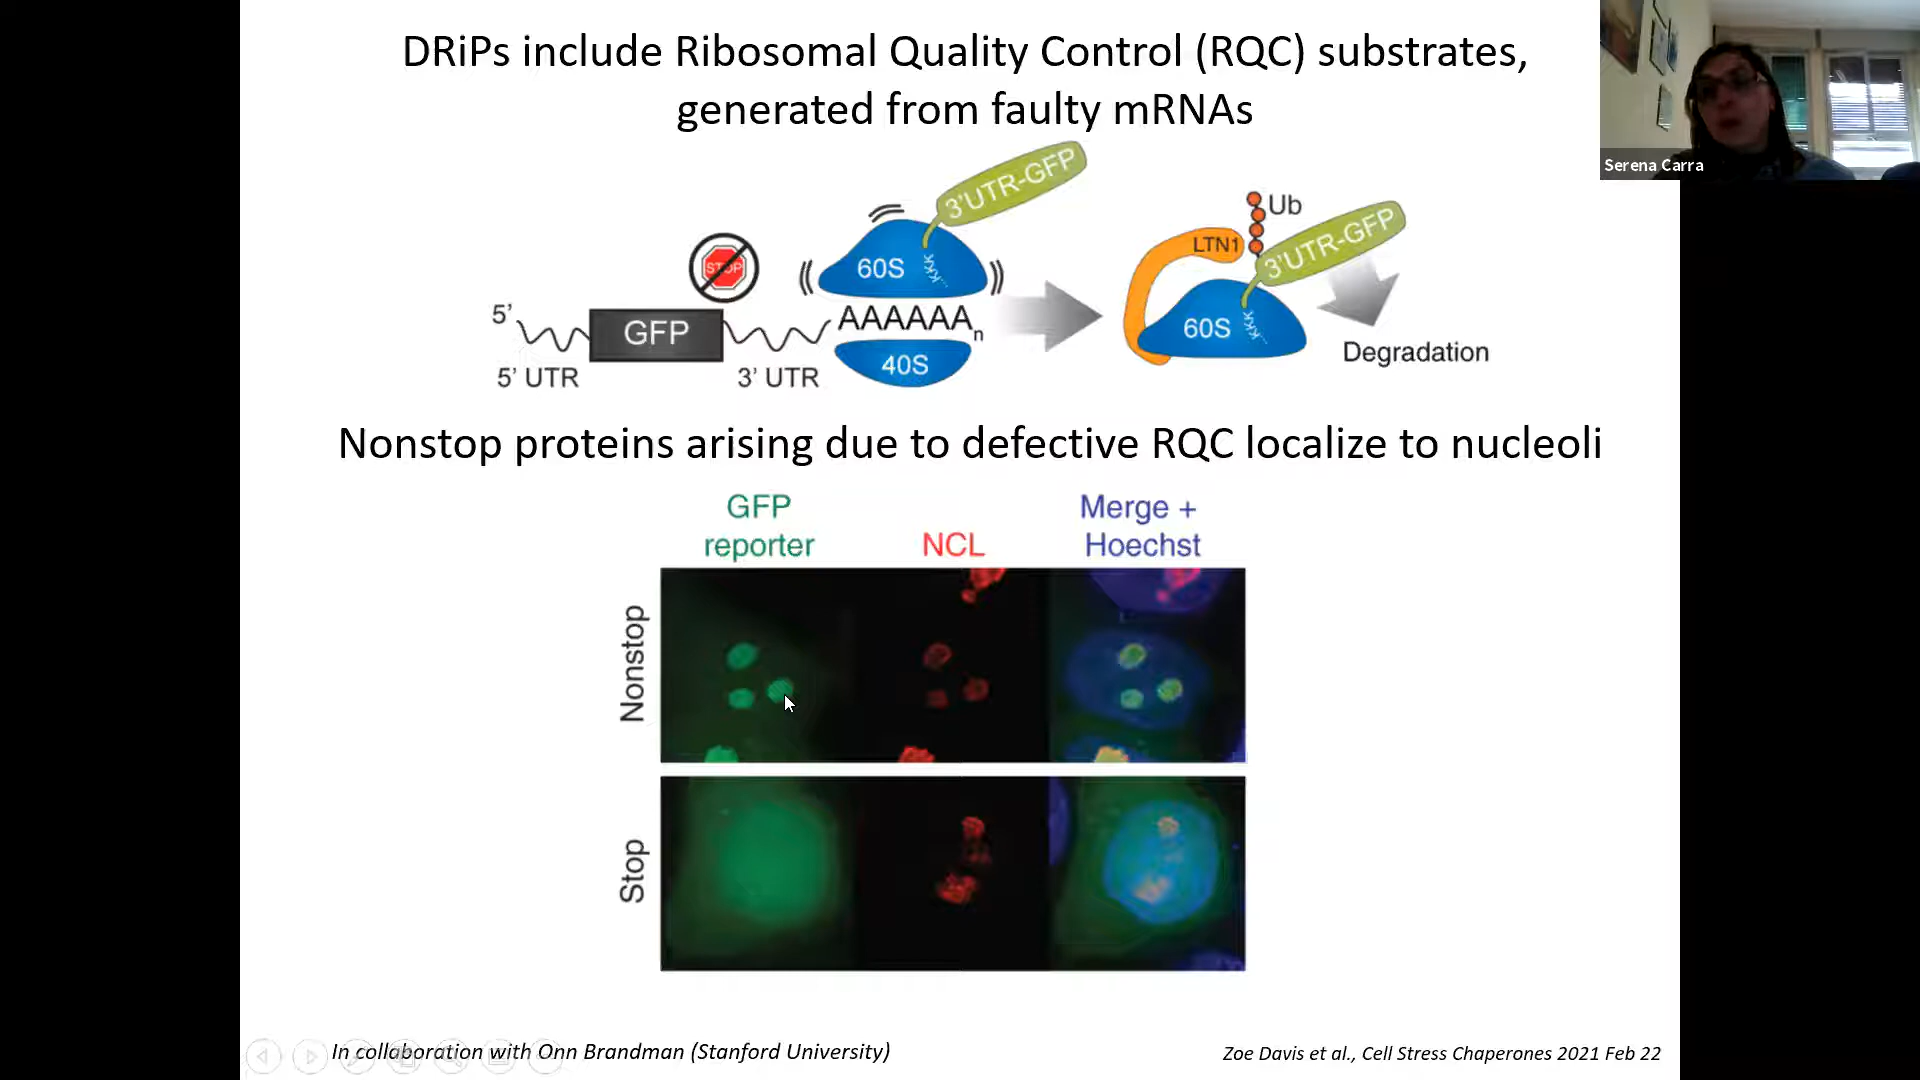 DRiPs include Ribosomal Quality Control (RQC) substrates,
generated from faulty mRNAs
Serena Carra
3'UTR-GFP
60S
...KKK
STOP
5'
GFP
AAAAAAn
40S
5' UTR
3' UTR
Ub
LTN1
3'UTR-GFP
60S
...KKK
Degradation
Nonstop proteins arising due to defective RQC localize to nucleoli
GFP
reporter
NCL
Merge +
Hoechst
Nonstop
Stop
In collaboration with Onn Brandman (Stanford University)
Zoe Davis et al., Cell Stress Chaperones 2021 Feb 22